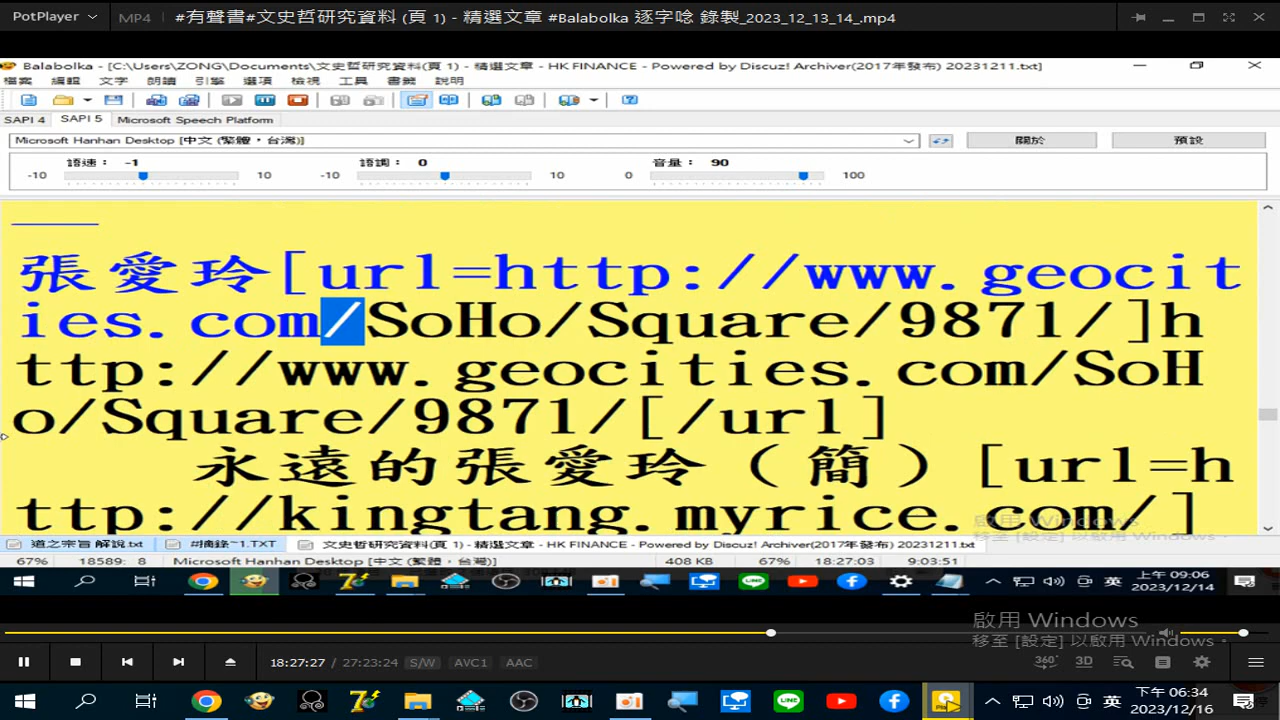 PotPlayer MP4 #有聲書#文史哲研究資料 (頁 1) - 精選文章 #Balabolka 逐字唸 錄製_2023_12_13_14_.mp4
Balabolka - [C:\Users\ZONG\Documents\文史哲研究資料(頁 1) - 精選文章 - HK FINANCE - Powered by Discuz! Archiver(2017年發布) 20231211.txt]
檔案 編輯 文字 朗讀 引擎 選項 檢視 工具 書籤 說明
SAPI 4 SAPI 5 Microsoft Speech Platform
Microsoft Hanhan Desktop [中文 (繁體，台灣)] 關於 預設
語速： -1 語調： 0 音量： 90
-10 10 -10 10 0 100
張愛玲[url=http://www.geocit
ies.com/SoHo/Square/9871/]h
ttp://www.geocities.com/SoH
o/Square/9871/[/url]
永遠的張愛玲（簡）[url=h
ttp://kingtang.myrice.com/]
啟用 Windows
移至 [設定] 以啟用 Windows。
道之宗旨 解說.txt #摘錄~1.TXT 文史哲研究資料(頁 1) - 精選文章 - HK FINANCE - Powered by Discuz! Archiver(2017年發布) 20231211.txt
67% 18589: 8 Microsoft Hanhan Desktop [中文 (繁體，台灣)] 408 KB 67% 18:27:03 9:03:51
英 上午 09:06
2023/12/14
啟用 Windows
移至 [設定] 以啟用 Windows。
18:27:27 / 27:23:24 S/W AVC1 AAC 360° 3D
英 下午 06:34
2023/12/16